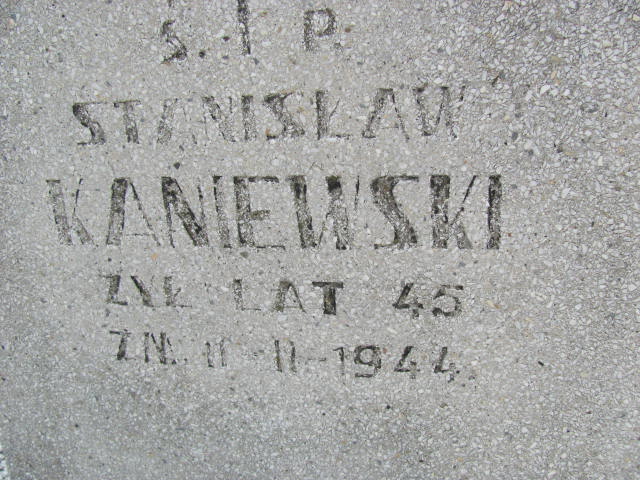 Ś. † P.
STANISŁAW
KANIEWSKI
ŻYŁ LAT 45
ZM. 11-II-1944.